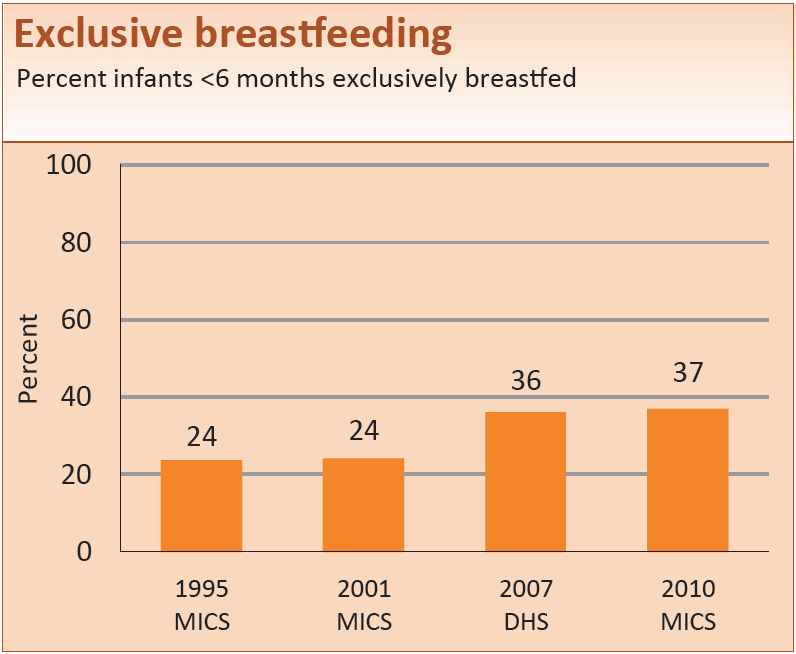 Exclusive breastfeeding
Percent infants <6 months exclusively breastfed
Percent
100
80
60
40
20
0
24
24
36
37
1995
MICS
2001
MICS
2007
DHS
2010
MICS